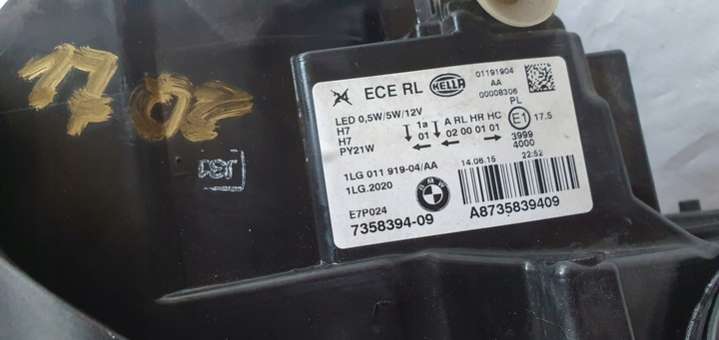 ECE RL HELLA
01191904
AA
00008306
LED 0,5W/5W/12V
H7 1a A RL HR HC PL
H7 01 02 00 01 01 E1 17.5
PY21W 3999
4000
1LG 011 919-04/AA 14.06.15 22:52
1LG.2020
BMW
E7P024
7358394-09 A8735839409